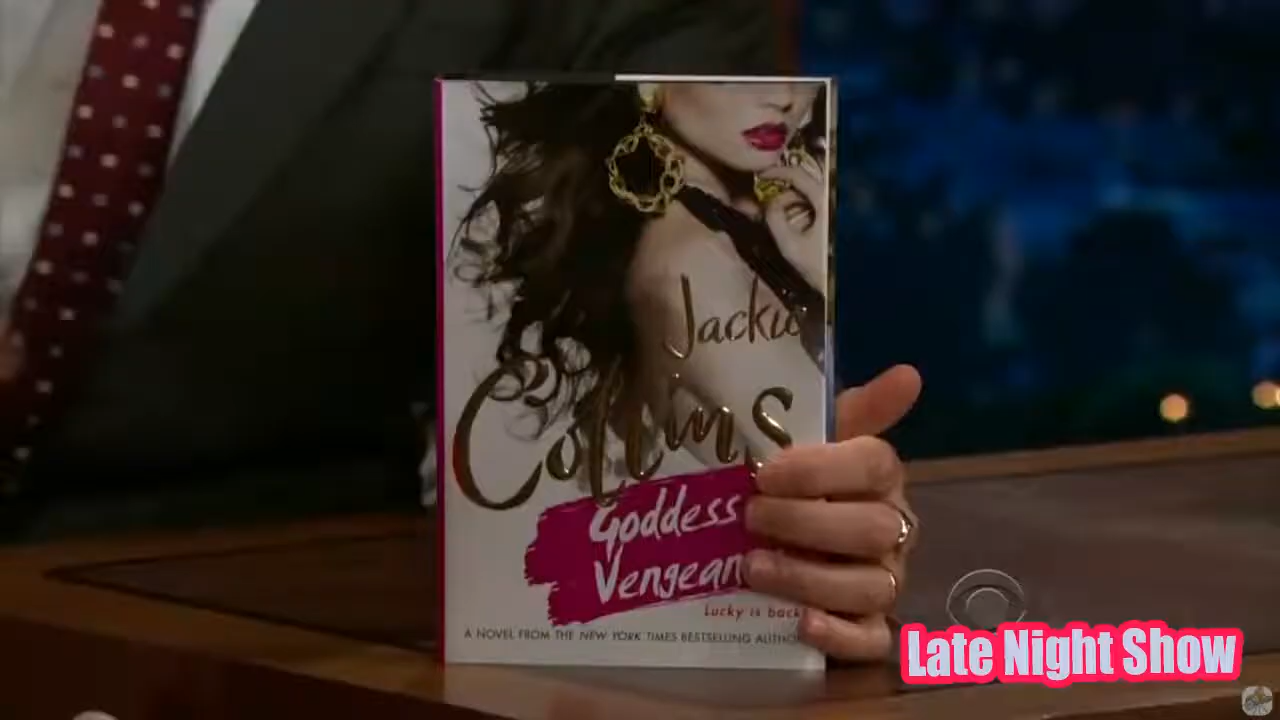 Jackie
Collins
Goddess
Vengean
Lucky is back
A NOVEL FROM THE NEW YORK TIMES BESTSELLING AUTHO
Late Night Show